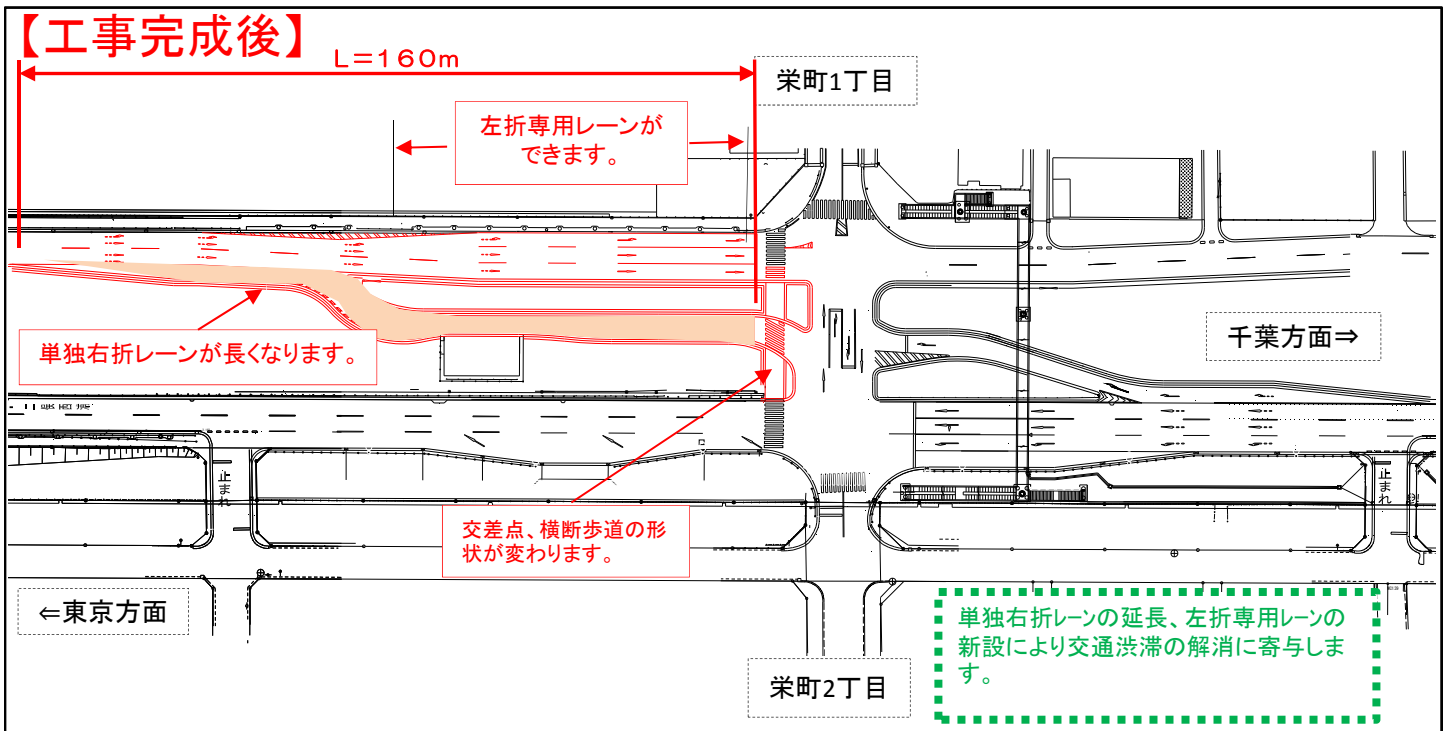 【工事完成後】
L=160m
栄町1丁目
左折専用レーンが
できます。
単独右折レーンが長くなります。
千葉方面⇒
止まれ
止まれ
交差点、横断歩道の形
状が変わります。
⇐東京方面
単独右折レーンの延長、左折専用レーンの
新設により交通渋滞の解消に寄与しま
す。
栄町2丁目